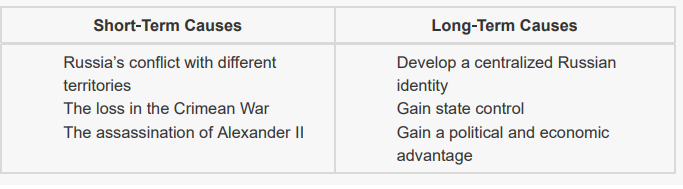 Short-Term Causes
Long-Term Causes
Russia’s conflict with different
territories
The loss in the Crimean War
The assassination of Alexander II
Develop a centralized Russian
identity
Gain state control
Gain a political and economic
advantage